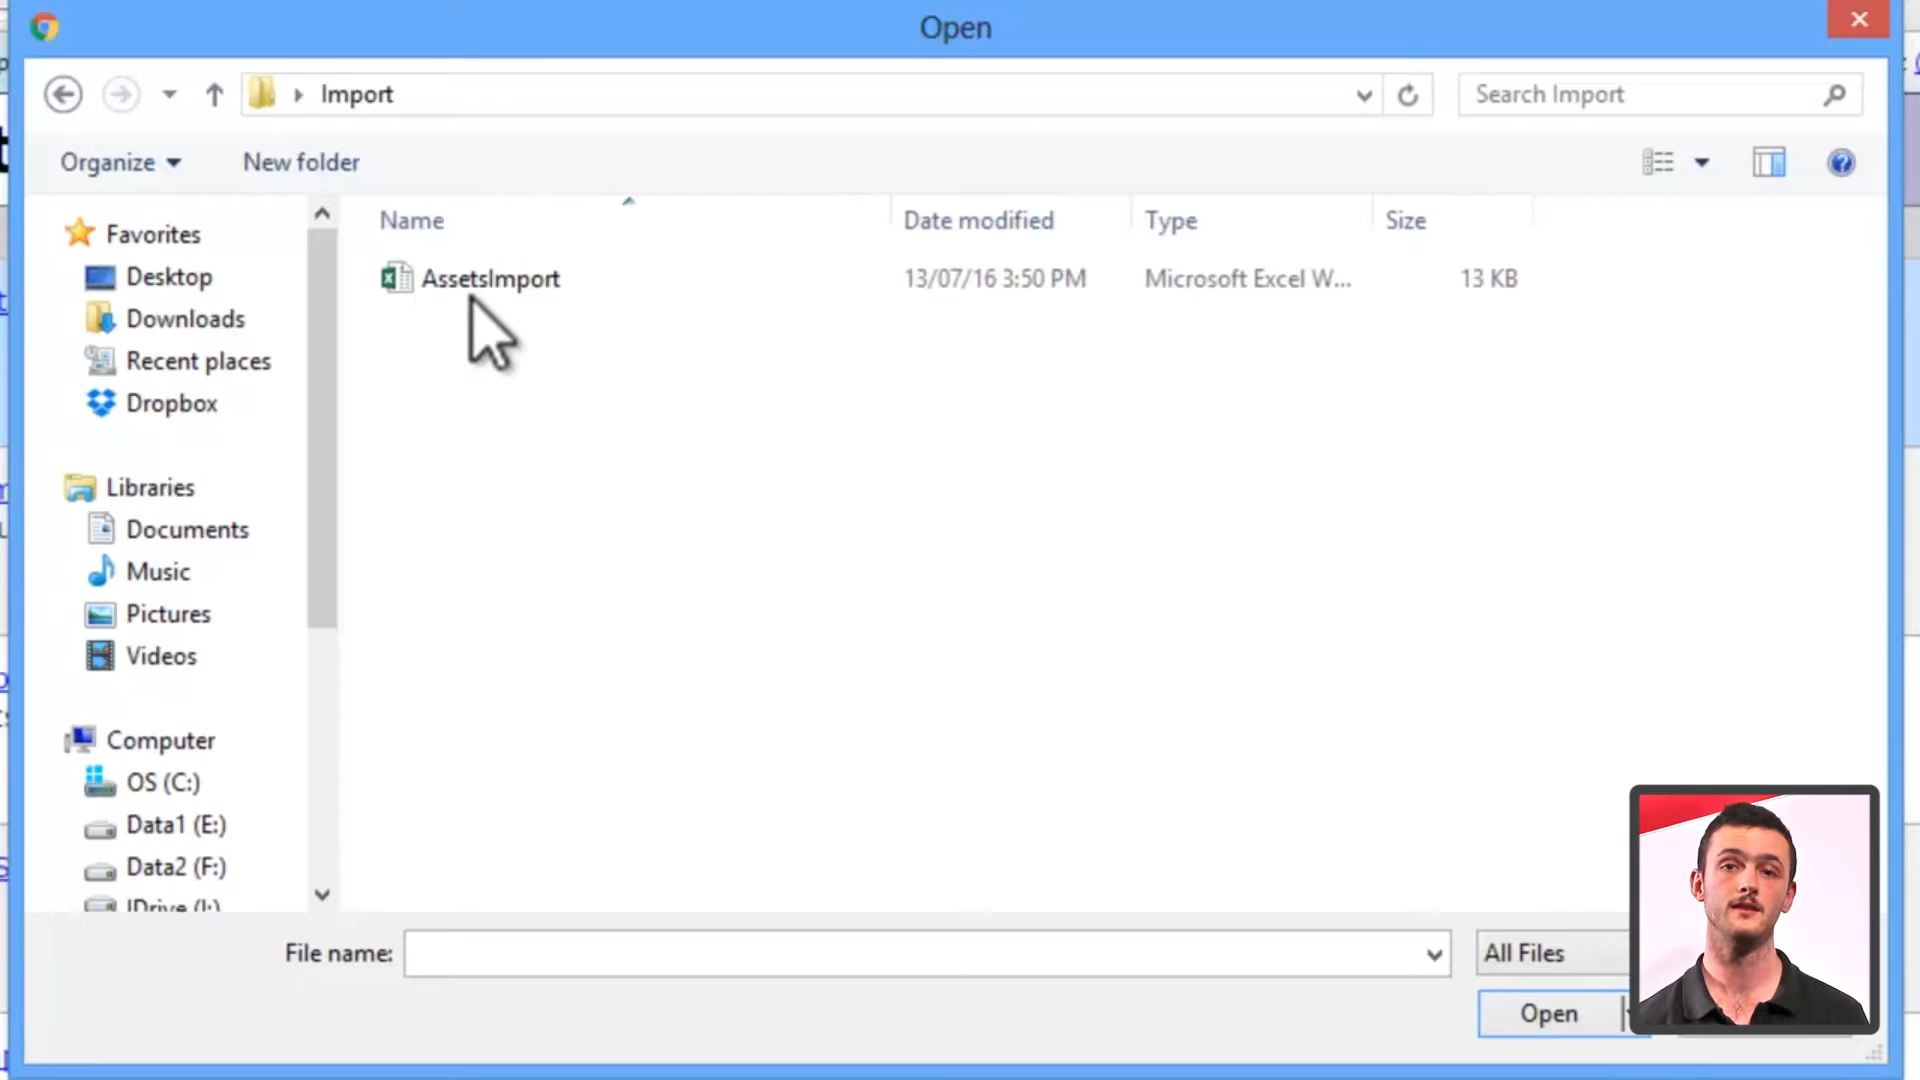 Open
Import
Search Import
Organize
New folder
Name
Date modified
Type
Size
AssetsImport
13/07/16 3:50 PM
Microsoft Excel W...
13 KB
Favorites
Desktop
Downloads
Recent places
Dropbox
Libraries
Documents
Music
Pictures
Videos
Computer
OS (C:)
Data1 (E:)
Data2 (F:)
IDrive (I:)
File name:
All Files
Open